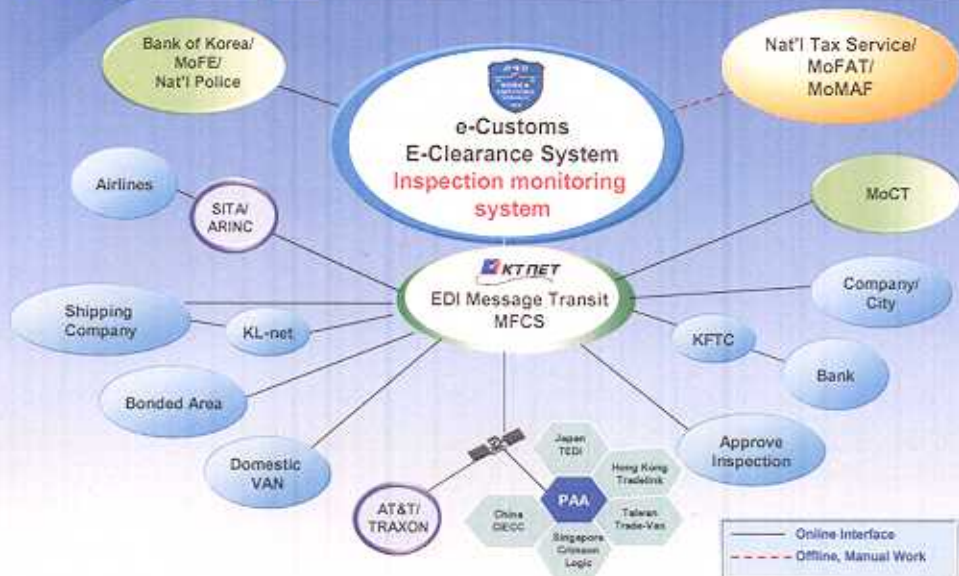 Bank of Korea/
MoFE/
Nat'l Police
Nat'l Tax Service/
MoFAT/
MoMAF
KOREA
e-Customs
E-Clearance System
Inspection monitoring
system
Airlines
SITA/
ARINC
MoCT
KTNET
EDI Message Transit
MFCS
Company/
City
Shipping
Company
KL-net
KFTC
Bank
Bonded Area
Domestic
VAN
Approve
Inspection
AT&T/
TRAXON
Japan
TEDI
Hong Kong
Tradelink
PAA
China
CIECC
Taiwan
Trade-Van
Singapore
Crimson
Logic
Online Interface
Offline, Manual Work